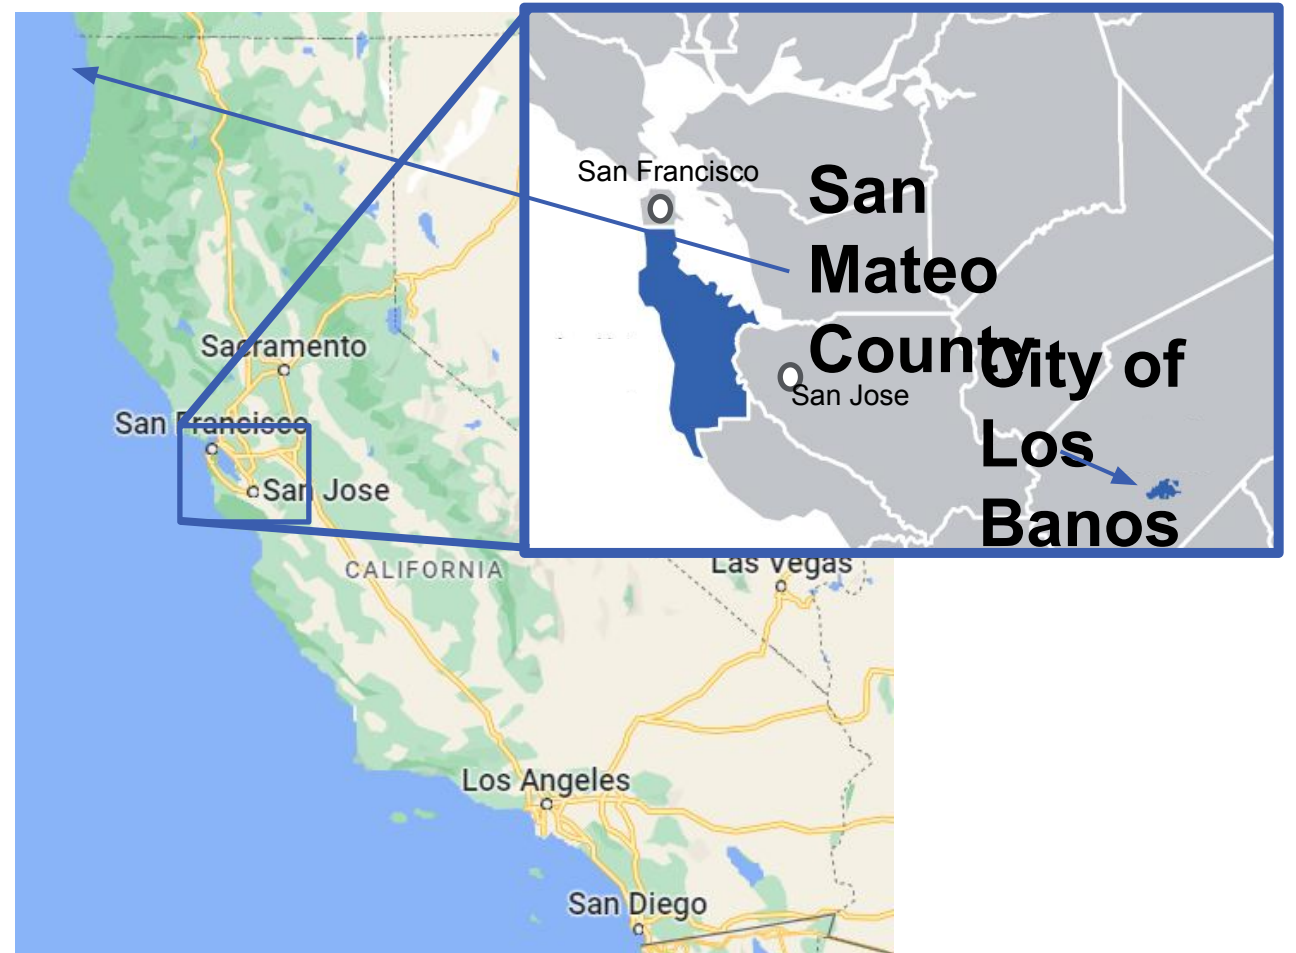 San Francisco
San
Mateo
County
City of
Los
Banos
San Jose
Sacramento
San Francisco
San Jose
CALIFORNIA
Las Vegas
Los Angeles
San Diego